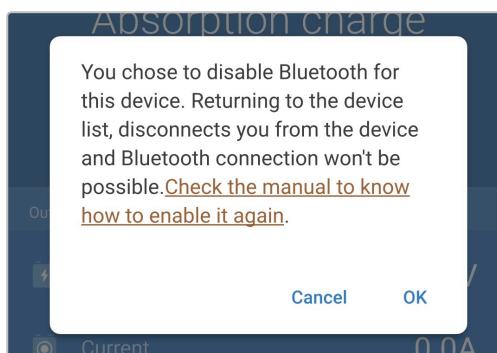 Absorption charge
You chose to disable Bluetooth for
this device. Returning to the device
list, disconnects you from the device
and Bluetooth connection won't be
possible.Check the manual to know
how to enable it again.
Cancel OK
Current 0.0A